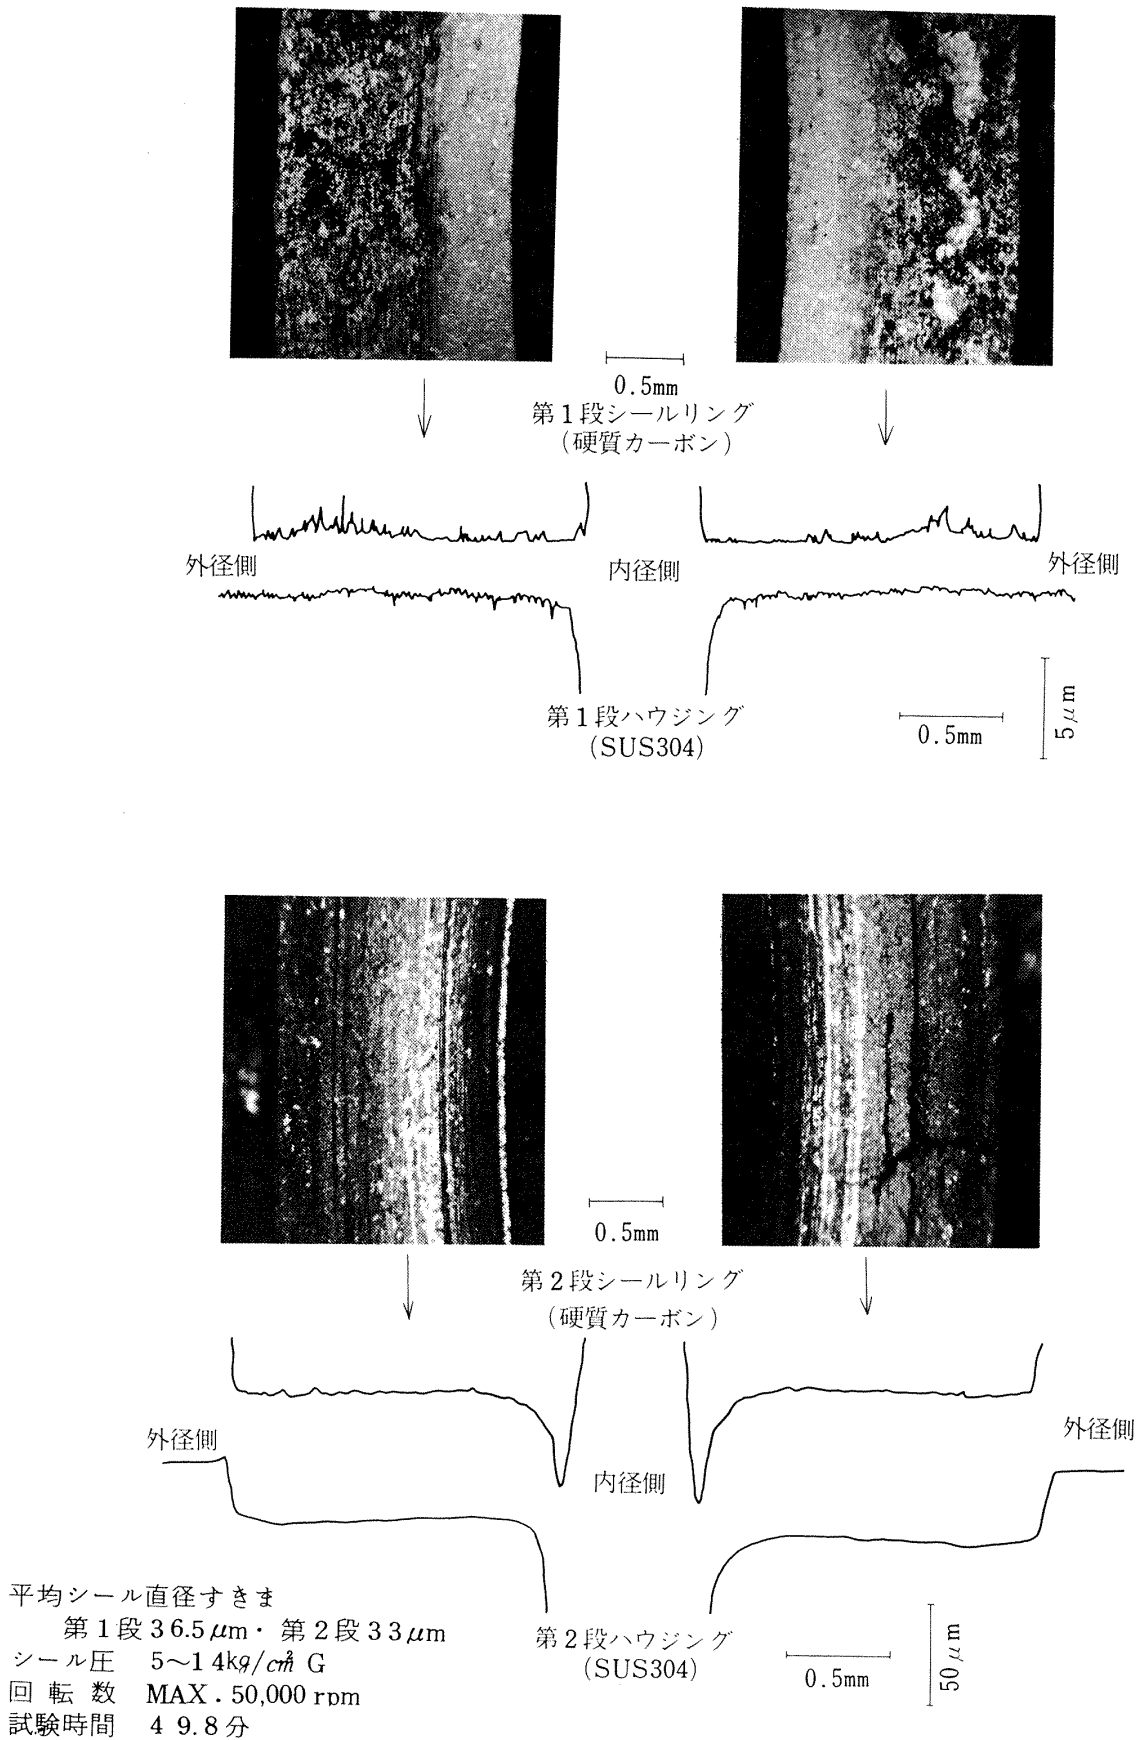 0.5mm
第1段シールリング
(硬質カーボン)
外径側
内径側
外径側
第1段ハウジング
(SUS304)
0.5mm
5μm
0.5mm
第2段シールリング
(硬質カーボン)
外径側
内径側
外径側
第2段ハウジング
(SUS304)
0.5mm
50μm
平均シール直径すきま
第1段36.5μm・第2段33μm
シール圧 5~14kg/cm² G
回転数 MAX.50,000rpm
試験時間 49.8分